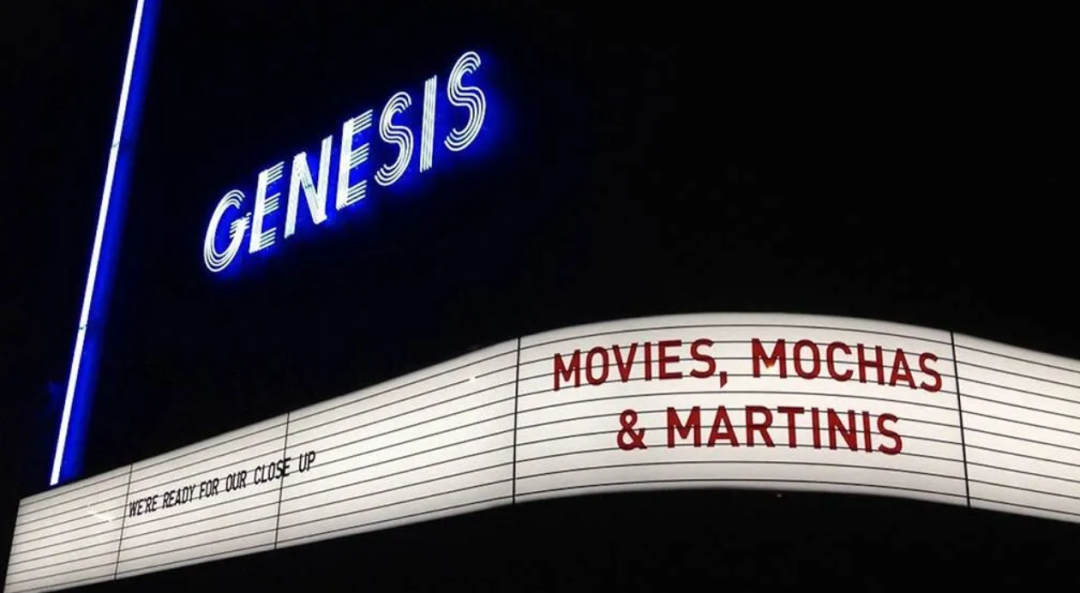 GENESIS
WE'RE READY FOR OUR CLOSE UP
MOVIES, MOCHAS
& MARTINIS